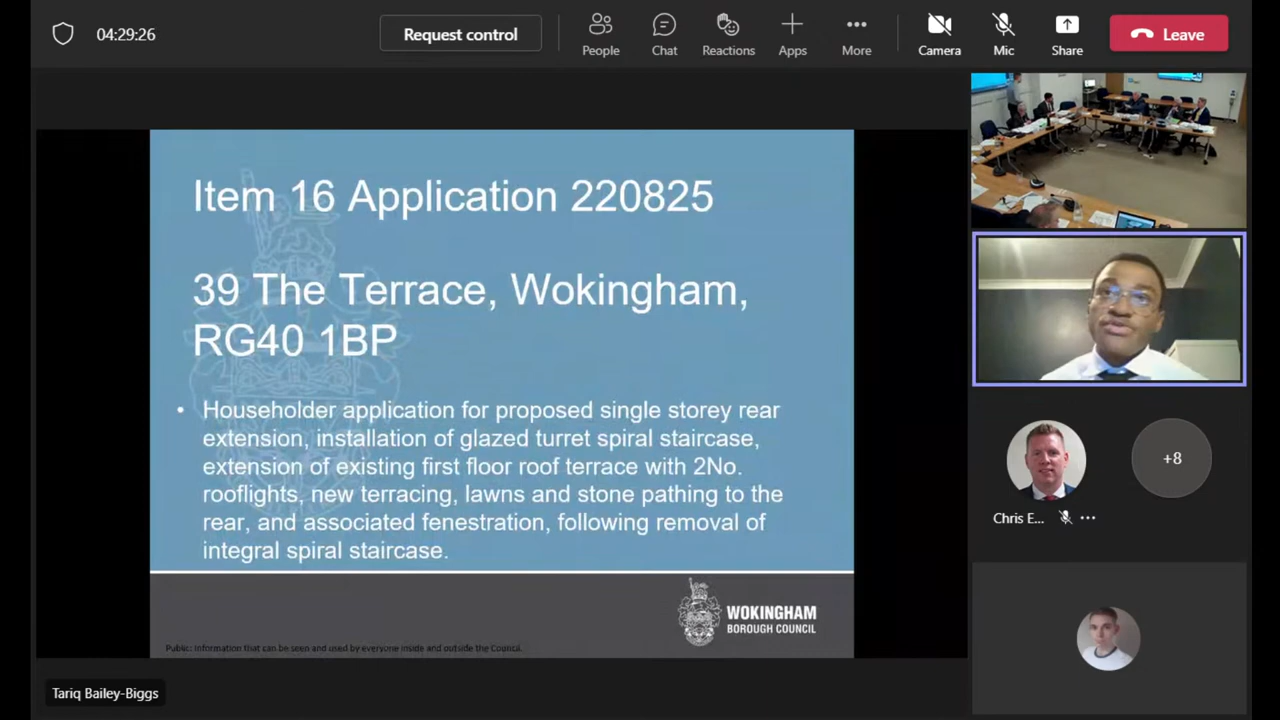 04:29:26
Request control
People
Chat
Reactions
Apps
More
Camera
Mic
Share
Leave
Item 16 Application 220825
39 The Terrace, Wokingham,
RG40 1BP
• Householder application for proposed single storey rear
extension, installation of glazed turret spiral staircase,
extension of existing first floor roof terrace with 2No.
rooflights, new terracing, lawns and stone pathing to the
rear, and associated fenestration, following removal of
integral spiral staircase.
WOKINGHAM
BOROUGH COUNCIL
Public: Information that can be seen and used by everyone inside and outside the Council.
Tariq Bailey-Biggs
+8
Chris E...